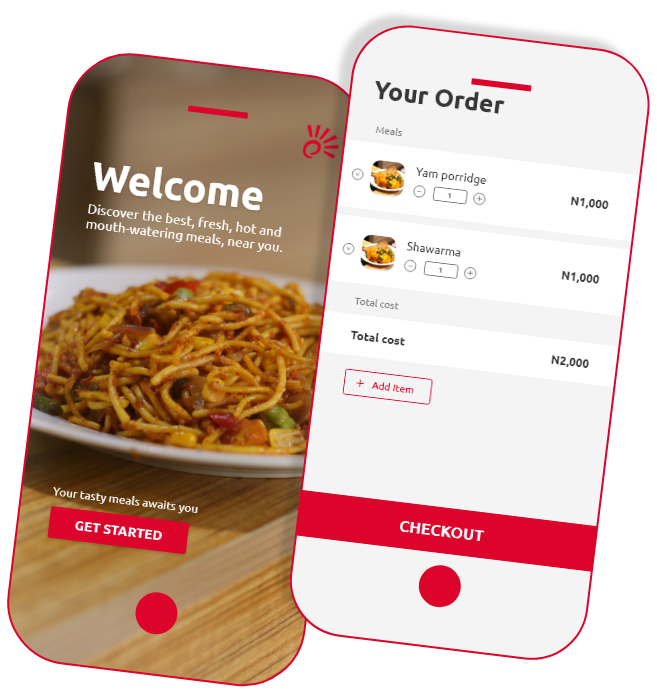 Welcome
Discover the best, fresh, hot and
mouth-watering meals, near you.
Your tasty meals awaits you
GET STARTED
Your Order
Meals
Yam porridge
1
N1,000
Shawarma
1
N1,000
Total cost
Total cost
N2,000
+ Add Item
CHECKOUT